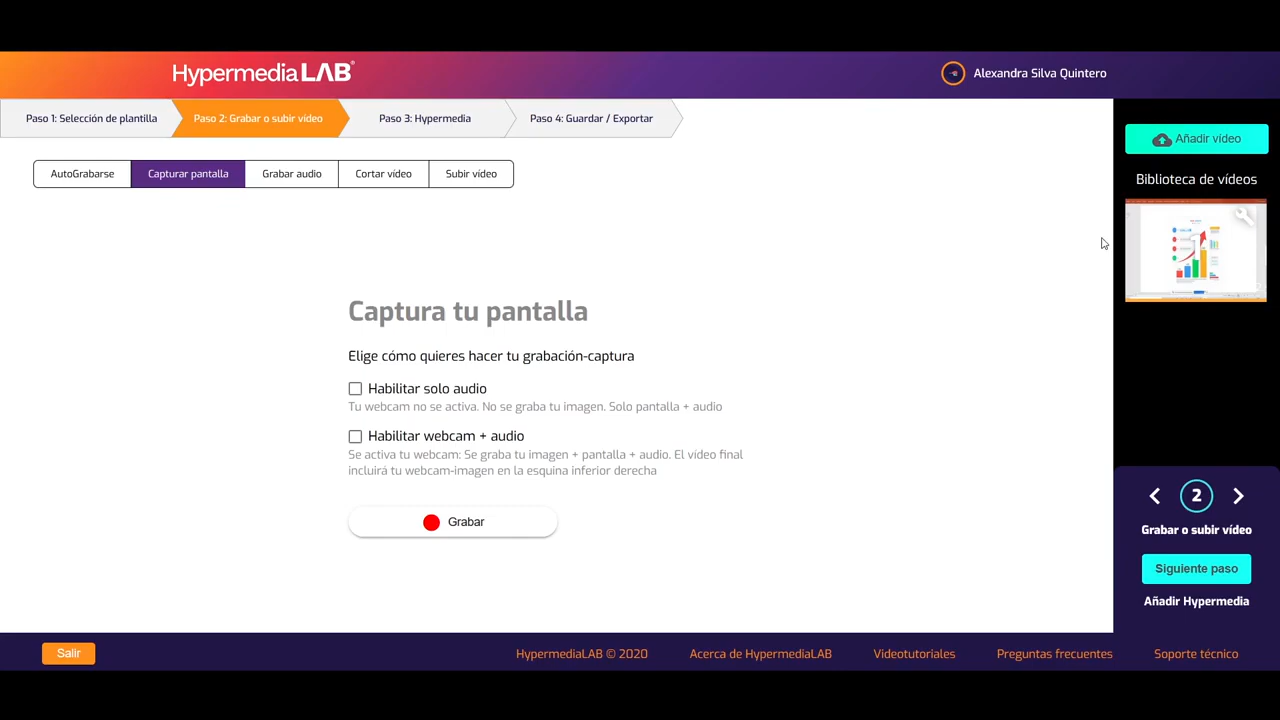 HypermediaLAB®
Alexandra Silva Quintero
Paso 1: Selección de plantilla
Paso 2: Grabar o subir vídeo
Paso 3: Hypermedia
Paso 4: Guardar / Exportar
AutoGrabarse
Capturar pantalla
Grabar audio
Cortar vídeo
Subir vídeo
Captura tu pantalla
Elige cómo quieres hacer tu grabación-captura
Habilitar solo audio
Tu webcam no se activa. No se graba tu imagen. Solo pantalla + audio
Habilitar webcam + audio
Se activa tu webcam: Se graba tu imagen + pantalla + audio. El vídeo final
incluirá tu webcam-imagen en la esquina inferior derecha
Grabar
Añadir vídeo
Biblioteca de vídeos
2
Grabar o subir vídeo
Siguiente paso
Añadir Hypermedia
Salir
HypermediaLAB © 2020
Acerca de HypermediaLAB
Videotutoriales
Preguntas frecuentes
Soporte técnico